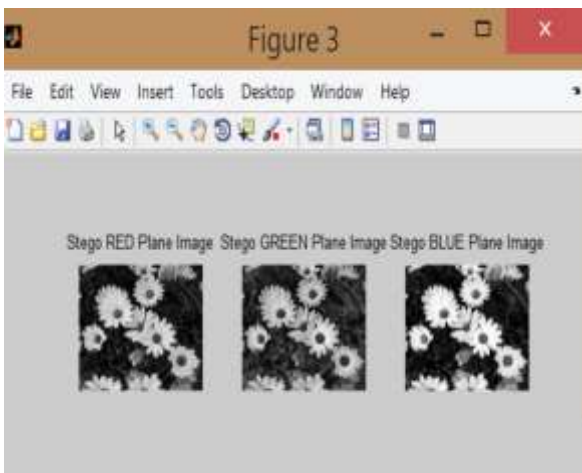 Figure 3
File Edit View Insert Tools Desktop Window Help
Stego RED Plane Image Stego GREEN Plane Image Stego BLUE Plane Image